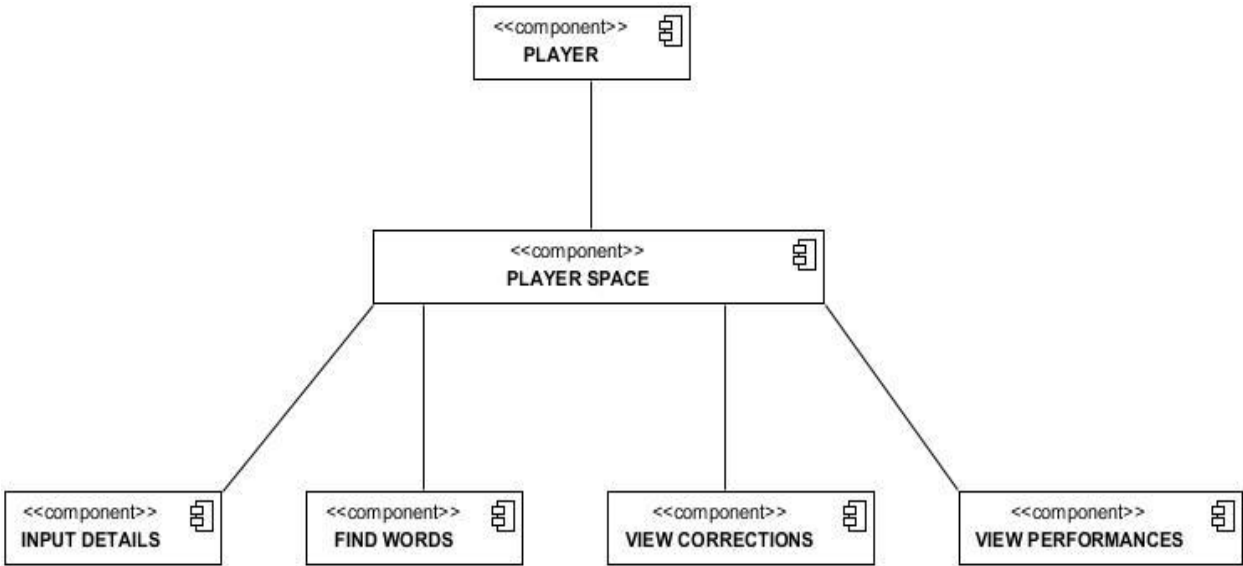 <<component>>
PLAYER
<<component>>
PLAYER SPACE
<<component>>
INPUT DETAILS
<<component>>
FIND WORDS
<<component>>
VIEW CORRECTIONS
<<component>>
VIEW PERFORMANCES